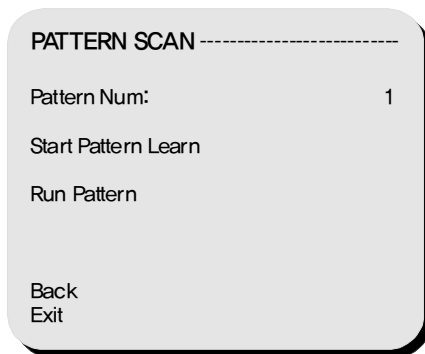 PATTERN SCAN ---------------------------
Pattern Num: 1
Start Pattern Learn
Run Pattern
Back
Exit